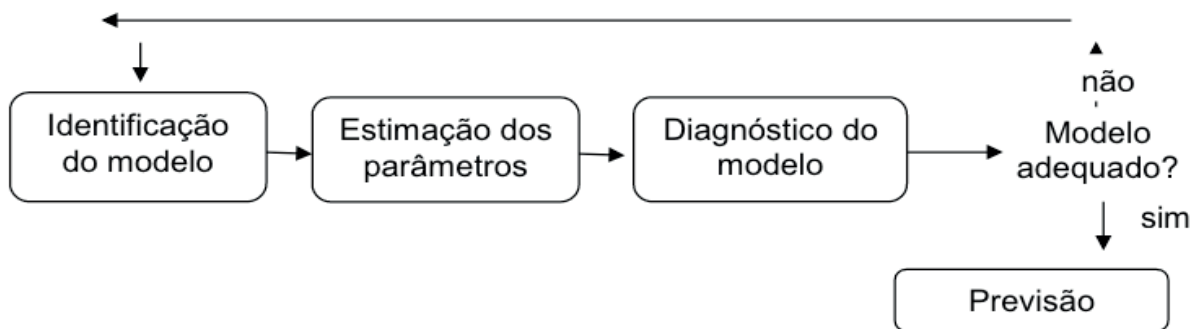 Identificação
do modelo
Estimação dos
parâmetros
Diagnóstico do
modelo
não
Modelo
adequado?
sim
Previsão